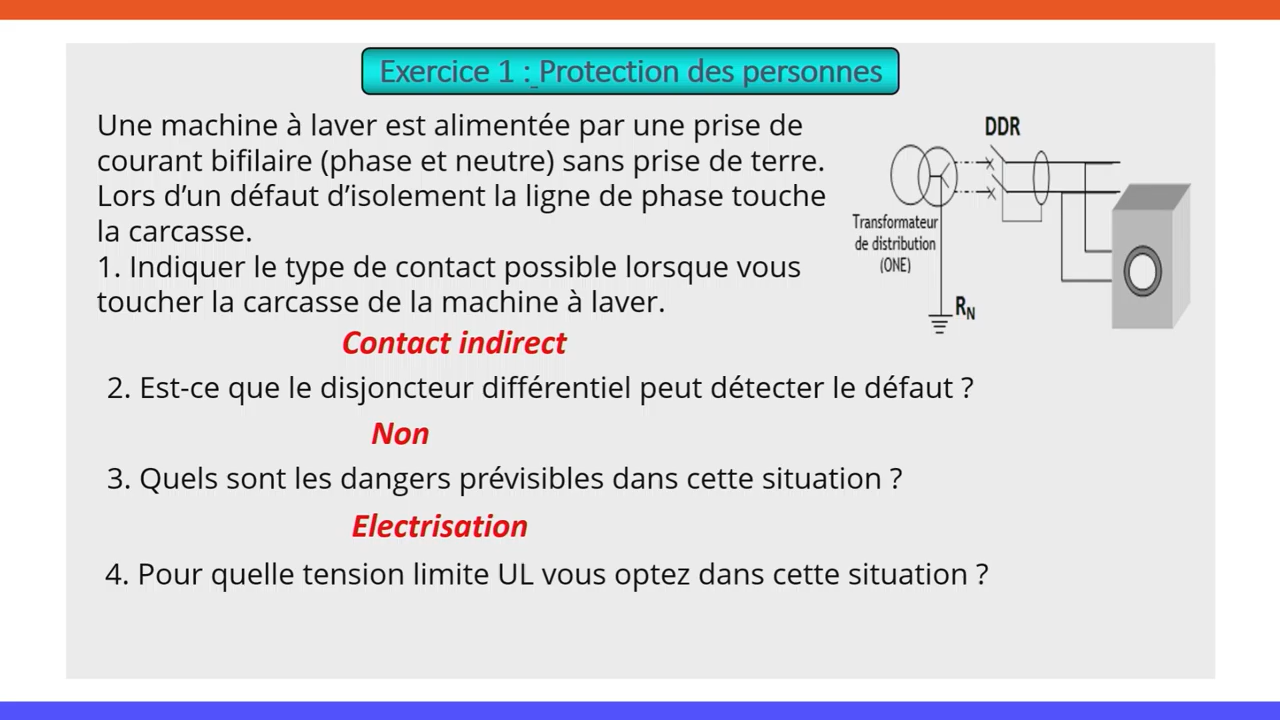 Exercice 1 : Protection des personnes
Une machine à laver est alimentée par une prise de
courant bifilaire (phase et neutre) sans prise de terre.
Lors d’un défaut d’isolement la ligne de phase touche
la carcasse.
1. Indiquer le type de contact possible lorsque vous
toucher la carcasse de la machine à laver.
DDR
Transformateur
de distribution
(ONE)
RN
Contact indirect
2. Est-ce que le disjoncteur différentiel peut détecter le défaut ?
Non
3. Quels sont les dangers prévisibles dans cette situation ?
Electrisation
4. Pour quelle tension limite UL vous optez dans cette situation ?